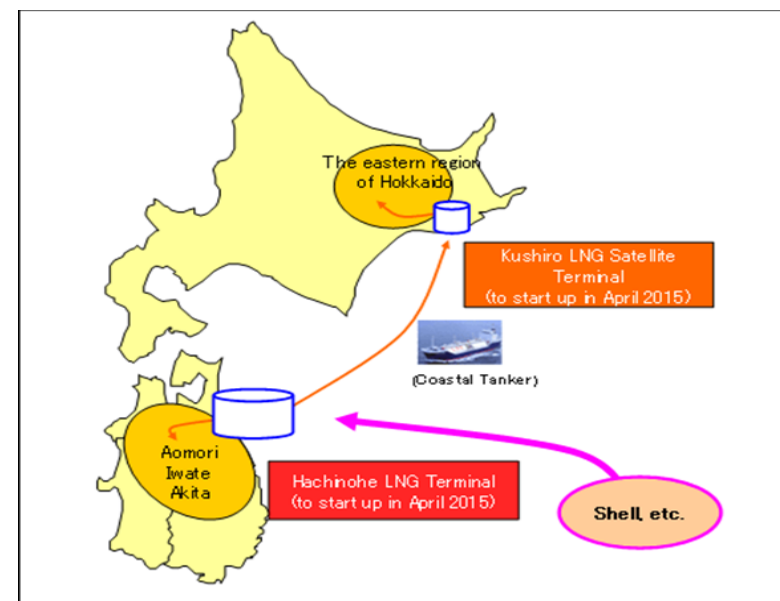 The eastern region
of Hokkaido
Kushiro LNG Satellite
Terminal
(to start up in April 2015)
(Coastal Tanker)
Aomori
Iwate
Akita
Hachinohe LNG Terminal
(to start up in April 2015)
Shell, etc.